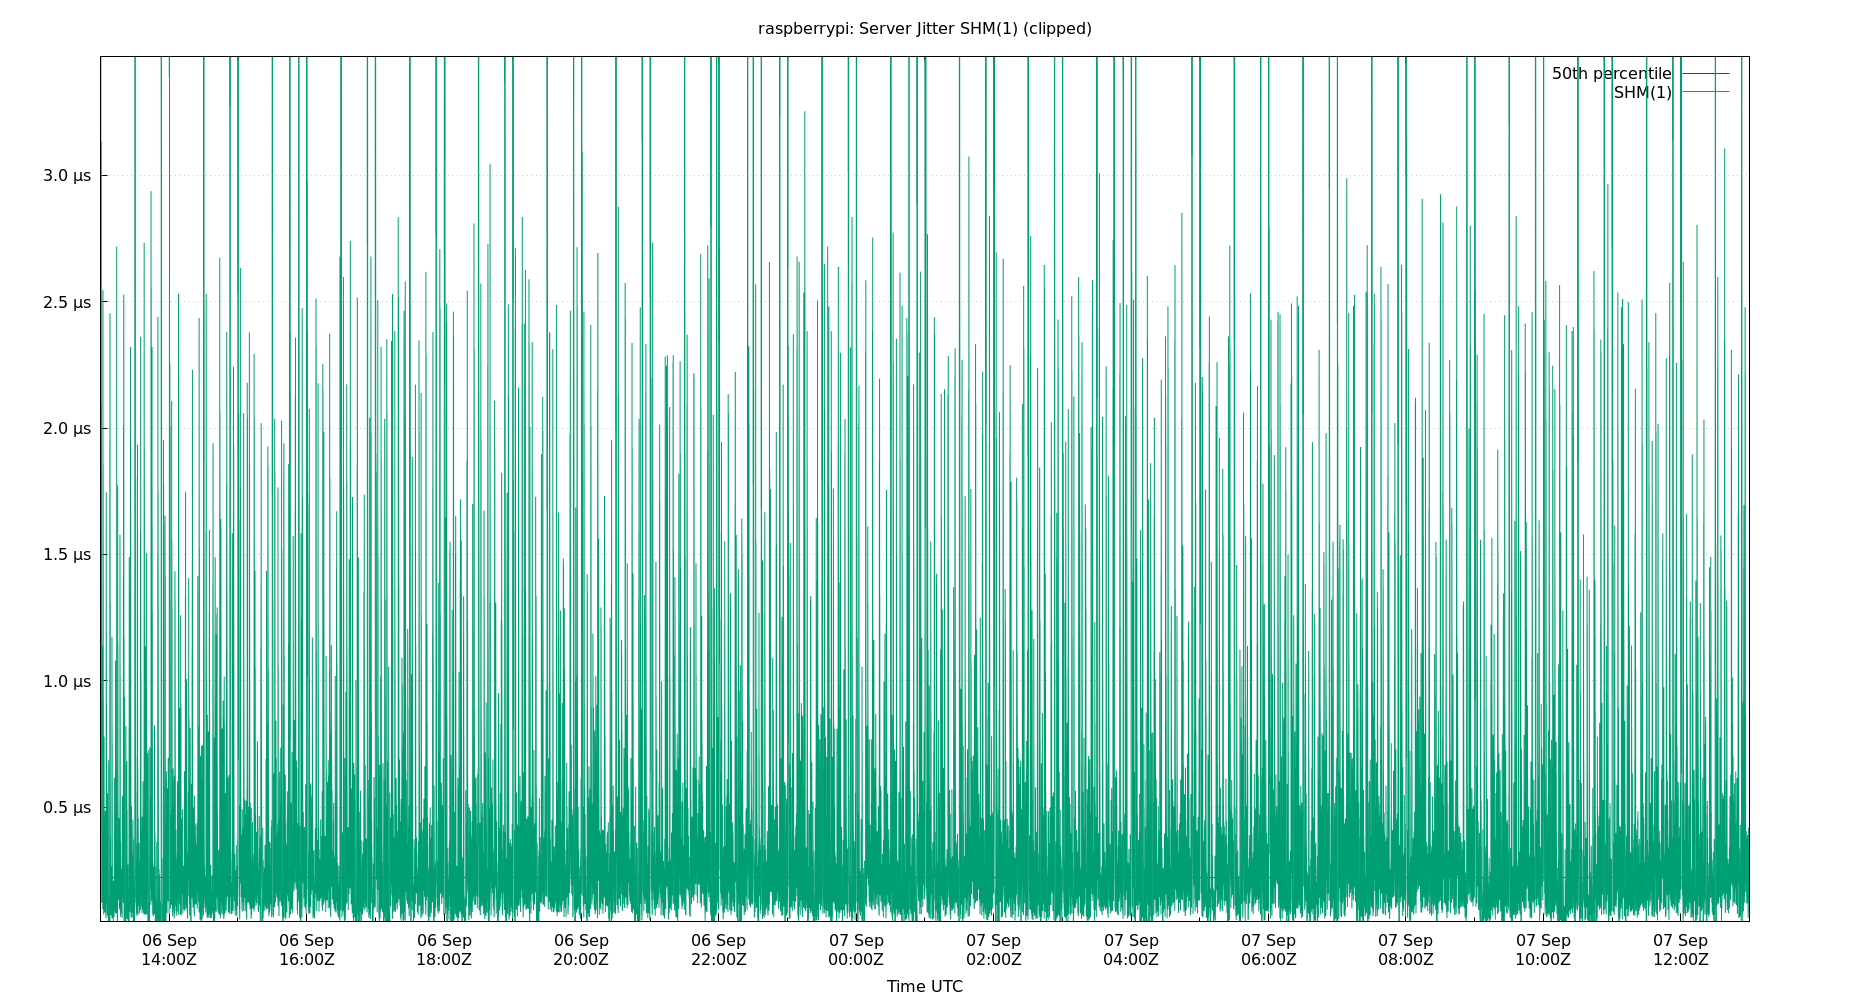 raspberrypi: Server Jitter SHM(1) (clipped)
50th percentile
SHM(1)
3.0 µs
2.5 µs
2.0 µs
1.5 µs
1.0 µs
0.5 µs
06 Sep 06 Sep 06 Sep 06 Sep 06 Sep 07 Sep 07 Sep 07 Sep 07 Sep 07 Sep 07 Sep 07 Sep
14:00Z 16:00Z 18:00Z 20:00Z 22:00Z 00:00Z 02:00Z 04:00Z 06:00Z 08:00Z 10:00Z 12:00Z
Time UTC